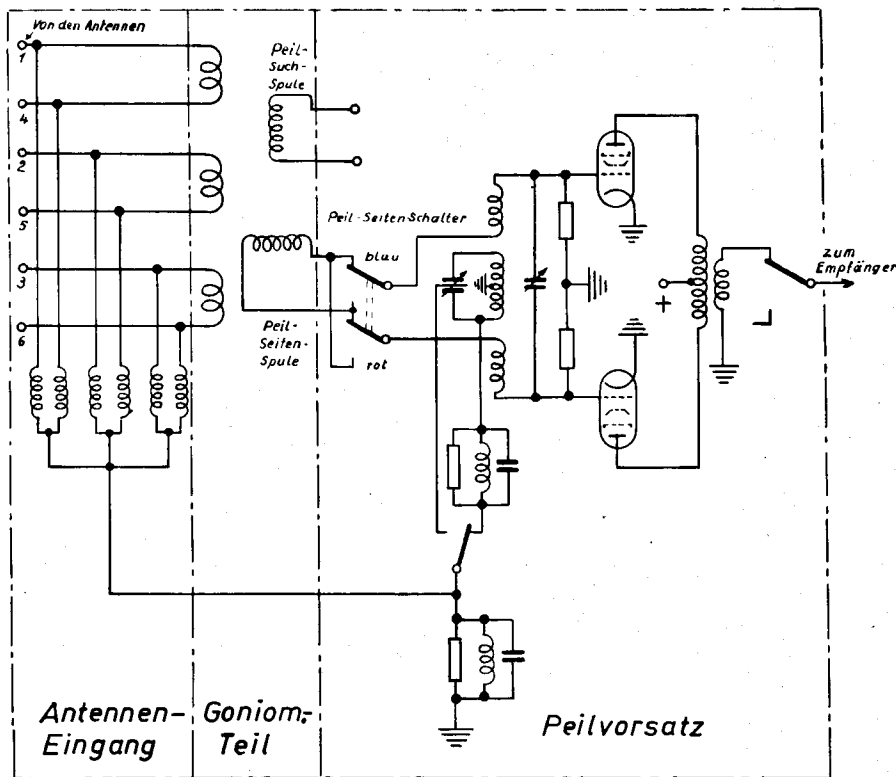 Von den Antennen
1
4
2
5
3
6
Peil-
Such-
Spule
Peil-Seiten-Schalter
blau
rot
Peil-
Seiten-
Spule
+
zum
Empfänger
Antennen-
Eingang
Goniom.-
Teil
Peilvorsatz